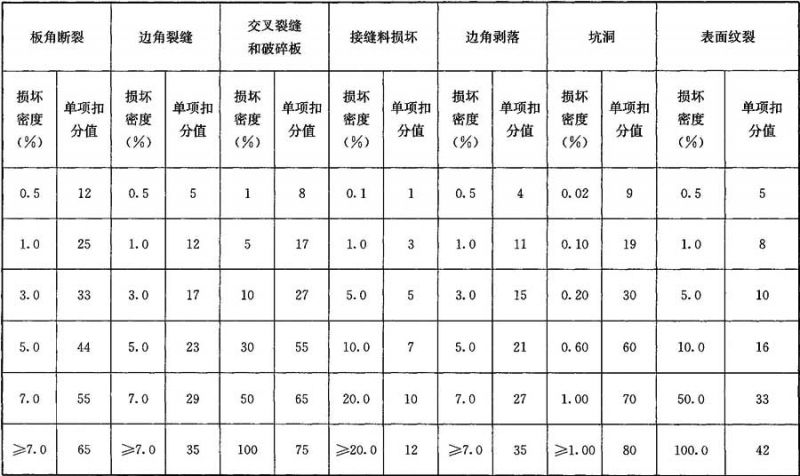 板角断裂 边角裂缝 交叉裂缝和破碎板 接缝料损坏 边角剥落 坑洞 表面纹裂
损坏密度(%) 单项扣分值 损坏密度(%) 单项扣分值 损坏密度(%) 单项扣分值 损坏密度(%) 单项扣分值 损坏密度(%) 单项扣分值 损坏密度(%) 单项扣分值 损坏密度(%) 单项扣分值
0.5 12 0.5 5 1 8 0.1 1 0.5 4 0.02 9 0.5 5
1.0 25 1.0 12 5 17 1.0 3 1.0 11 0.10 19 1.0 8
3.0 33 3.0 17 10 27 5.0 5 3.0 15 0.20 30 5.0 10
5.0 44 5.0 23 30 55 10.0 7 5.0 21 0.60 60 10.0 16
7.0 55 7.0 29 50 65 20.0 10 7.0 27 1.00 70 50.0 33
≥7.0 65 ≥7.0 35 100 75 ≥20.0 12 ≥7.0 35 ≥1.00 80 100.0 42